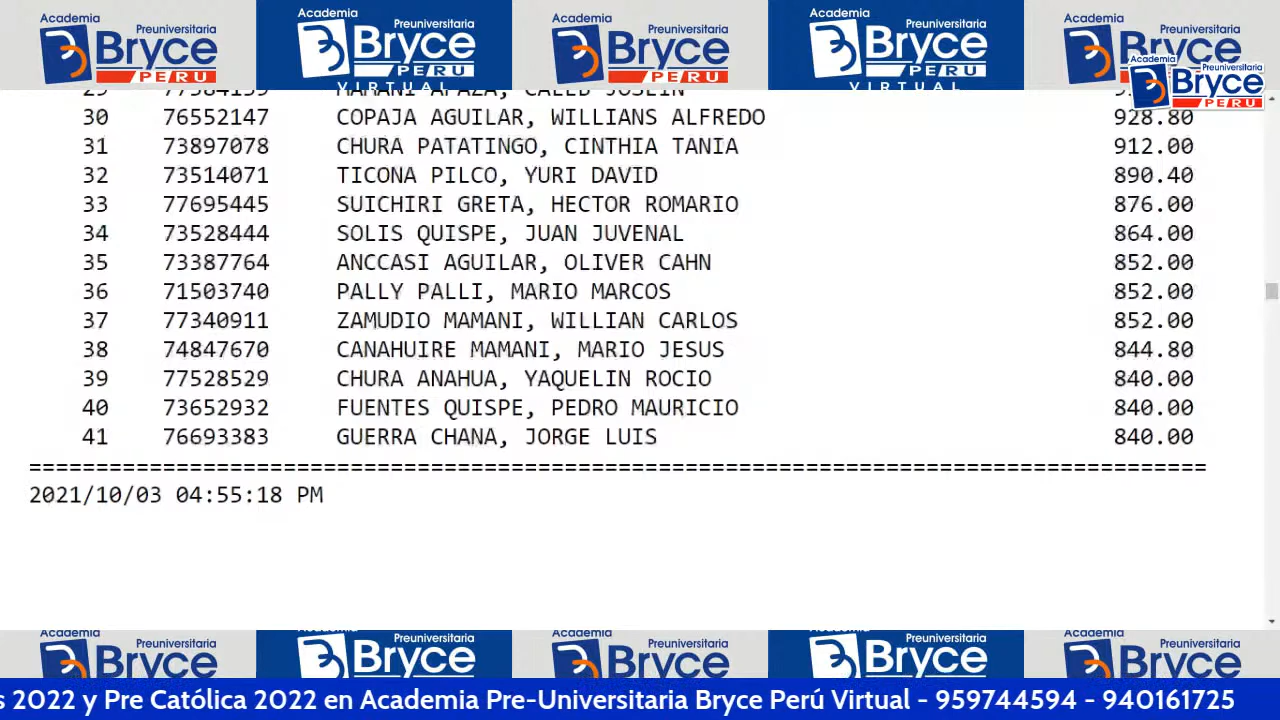 Academia Preuniversitaria Bryce PERU
Academia Preuniversitaria Bryce PERU VIRTUAL
Academia Preuniversitaria Bryce PERU
Academia Preuniversitaria Bryce PERU VIRTUAL
Academia Preuniversitaria Bryce
Academia Preuniversitaria Bryce PERU
30 76552147 COPAJA AGUILAR, WILLIANS ALFREDO 928.80
31 73897078 CHURA PATATINGO, CINTHIA TANIA 912.00
32 73514071 TICONA PILCO, YURI DAVID 890.40
33 77695445 SUICHIRI GRETA, HECTOR ROMARIO 876.00
34 73528444 SOLIS QUISPE, JUAN JUVENAL 864.00
35 73387764 ANCCASI AGUILAR, OLIVER CAHN 852.00
36 71503740 PALLY PALLI, MARIO MARCOS 852.00
37 77340911 ZAMUDIO MAMANI, WILLIAN CARLOS 852.00
38 74847670 CANAHUIRE MAMANI, MARIO JESUS 844.80
39 77528529 CHURA ANAHUA, YAQUELIN ROCIO 840.00
40 73652932 FUENTES QUISPE, PEDRO MAURICIO 840.00
41 76693383 GUERRA CHANA, JORGE LUIS 840.00
========================================================================================
2021/10/03 04:55:18 PM
Academia Preuniversitaria Bryce
Preuniversitaria Bryce
Academia Preuniversitaria Bryce
Preuniversitaria Bryce
Academia Preuniversitaria Bryce
s 2022 y Pre Católica 2022 en Academia Pre-Universitaria Bryce Perú Virtual - 959744594 - 940161725